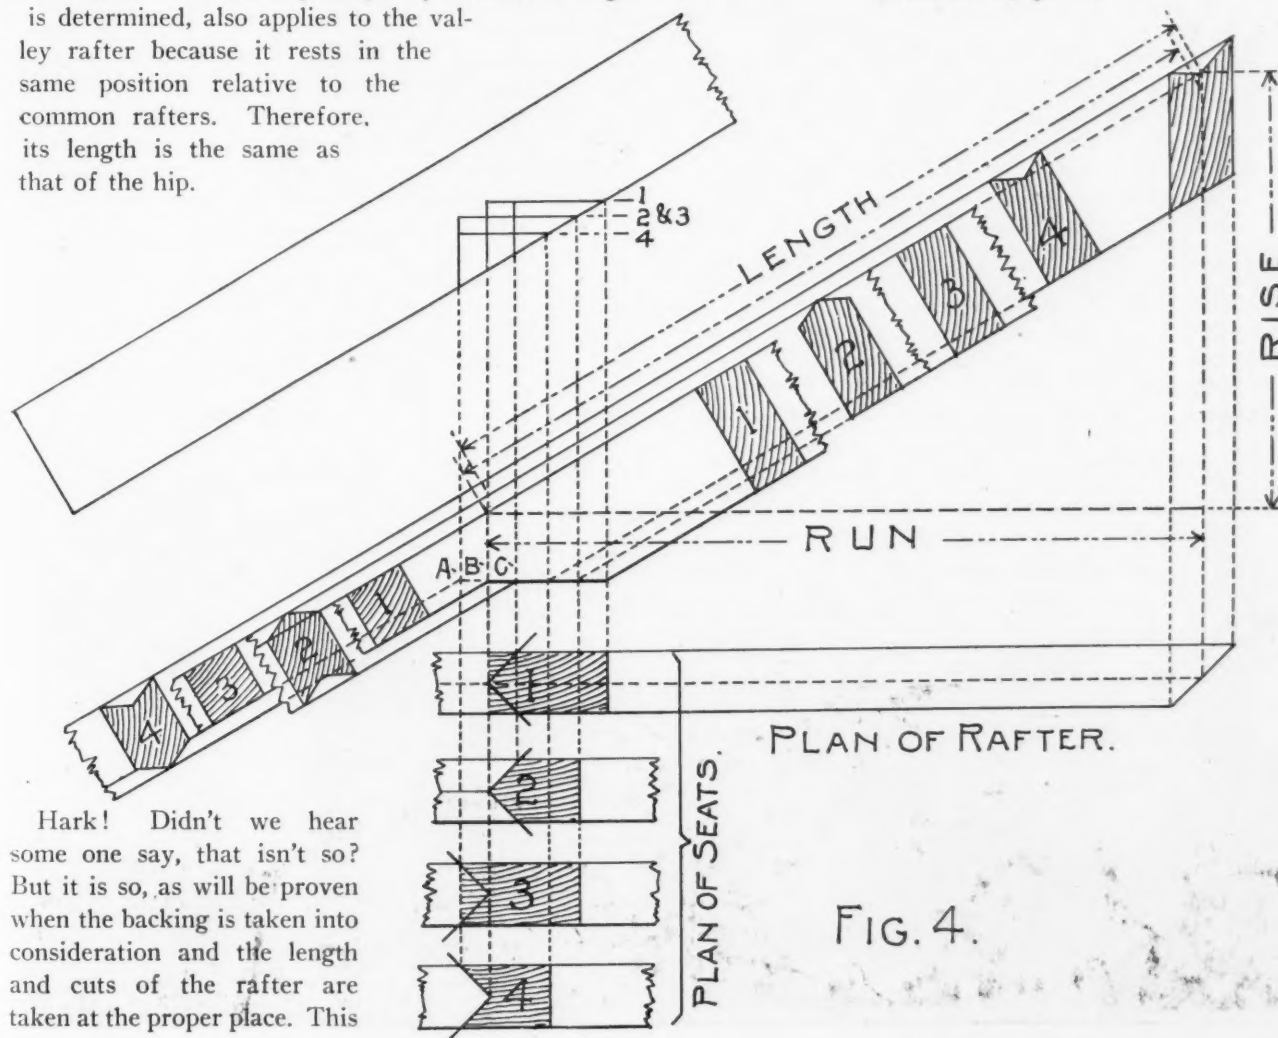 is determined, also applies to the val-
ley rafter because it rests in the
same position relative to the
common rafters. Therefore,
its length is the same as
that of the hip.
1
2&3
4
LENGTH
RISE
4
3
2
1
RUN
A B C
1
2
3
4
1
2
3
4
PLAN OF RAFTER.
PLAN OF SEATS.
FIG. 4.
Hark! Didn't we hear
some one say, that isn't so?
But it is so, as will be proven
when the backing is taken into
consideration and the length
and cuts of the rafter are
taken at the proper place. This